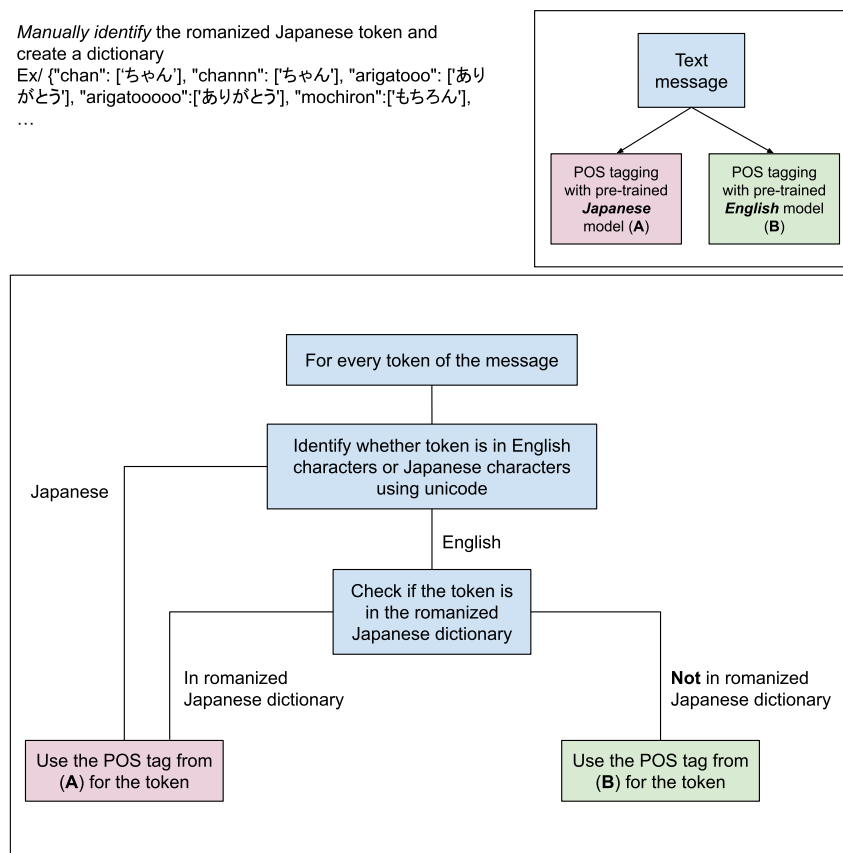 Manually identify the romanized Japanese token and
create a dictionary
Ex/ {"chan": ['ちゃん'], "channn": ['ちゃん'], "arigatooo": ['あり
がとう'], "arigatooooo":['ありがとう'], "mochiron":['もちろん'],
…
Text
message
POS tagging
with pre-trained
Japanese
model (A)
POS tagging
with pre-trained
English model
(B)
For every token of the message
Identify whether token is in English
characters or Japanese characters
using unicode
Japanese
English
Check if the token is
in the romanized
Japanese dictionary
In romanized
Japanese dictionary
Not in romanized
Japanese dictionary
Use the POS tag from
(A) for the token
Use the POS tag from
(B) for the token